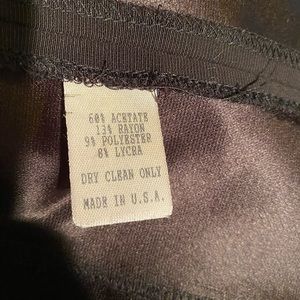 60% ACETATE
13% RAYON
9% POLYESTER
8% LYCRA
DRY CLEAN ONLY
MADE IN U.S.A.